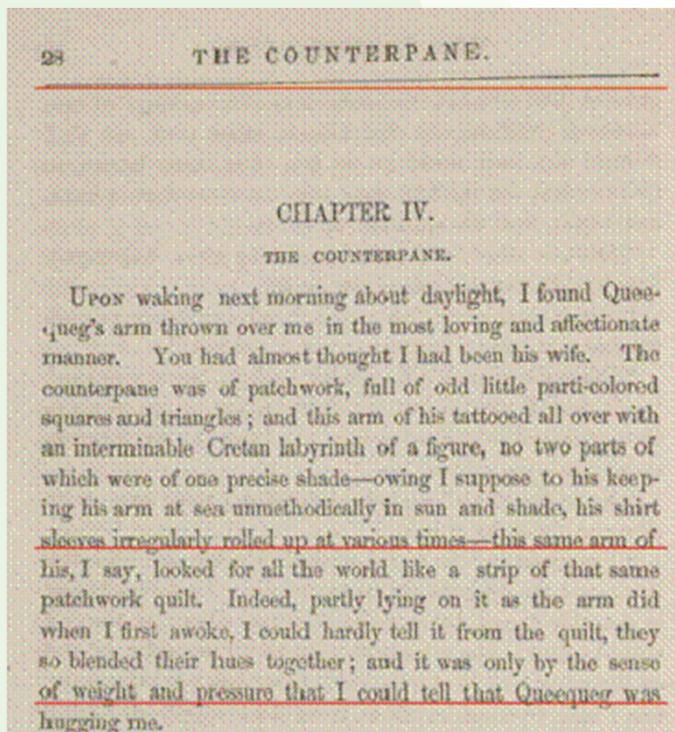 28 THE COUNTERPANE.
CHAPTER IV.
THE COUNTERPANE.
Upon waking next morning about daylight, I found Quee-
queg's arm thrown over me in the most loving and affectionate
manner. You had almost thought I had been his wife. The
counterpane was of patchwork, full of odd little parti-colored
squares and triangles; and this arm of his tattooed all over with
an interminable Cretan labyrinth of a figure, no two parts of
which were of one precise shade—owing I suppose to his keep-
ing his arm at sea unmethodically in sun and shade, his shirt
sleeves irregularly rolled up at various times—this same arm of
his, I say, looked for all the world like a strip of that same
patchwork quilt. Indeed, partly lying on it as the arm did
when I first awoke, I could hardly tell it from the quilt, they
so blended their hues together; and it was only by the sense
of weight and pressure that I could tell that Queequeg was
hugging me.